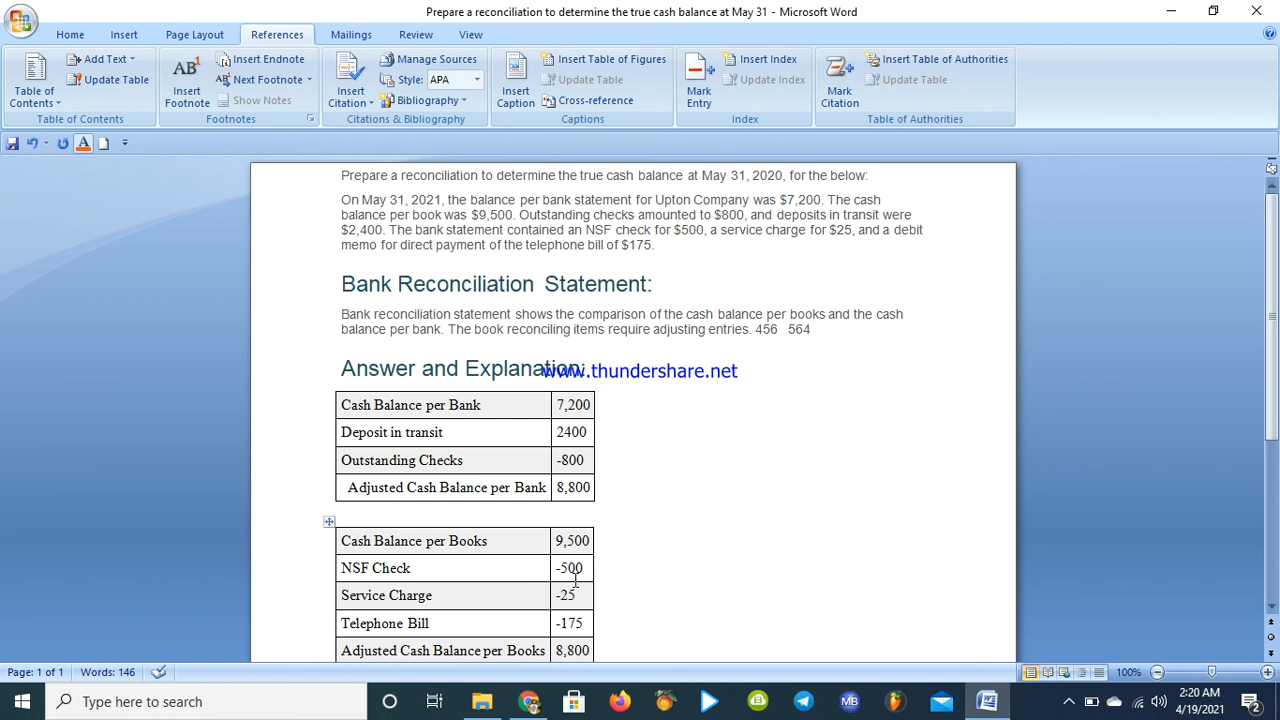 Prepare a reconciliation to determine the true cash balance at May 31 - Microsoft Word
Home Insert Page Layout References Mailings Review View
Table of Contents
Add Text
Update Table
Table of Contents
AB1 Insert Footnote
Insert Endnote
Next Footnote
Show Notes
Footnotes
Insert Citation
Manage Sources
Style: APA
Bibliography
Citations & Bibliography
Insert Caption
Insert Table of Figures
Update Table
Cross-reference
Captions
Mark Entry
Insert Index
Update Index
Index
Mark Citation
Insert Table of Authorities
Update Table
Table of Authorities
Prepare a reconciliation to determine the true cash balance at May 31, 2020, for the below:
On May 31, 2021, the balance per bank statement for Upton Company was $7,200. The cash
balance per book was $9,500. Outstanding checks amounted to $800, and deposits in transit were
$2,400. The bank statement contained an NSF check for $500, a service charge for $25, and a debit
memo for direct payment of the telephone bill of $175.
Bank Reconciliation Statement:
Bank reconciliation statement shows the comparison of the cash balance per books and the cash
balance per bank. The book reconciling items require adjusting entries. 456 564
Answer and Explanation:
www.thundershare.net
Cash Balance per Bank 7,200
Deposit in transit 2400
Outstanding Checks -800
Adjusted Cash Balance per Bank 8,800
Cash Balance per Books 9,500
NSF Check -500
Service Charge -25
Telephone Bill -175
Adjusted Cash Balance per Books 8,800
Page: 1 of 1 Words: 146 100%
Type here to search
MB
2:20 AM
4/19/2021
2